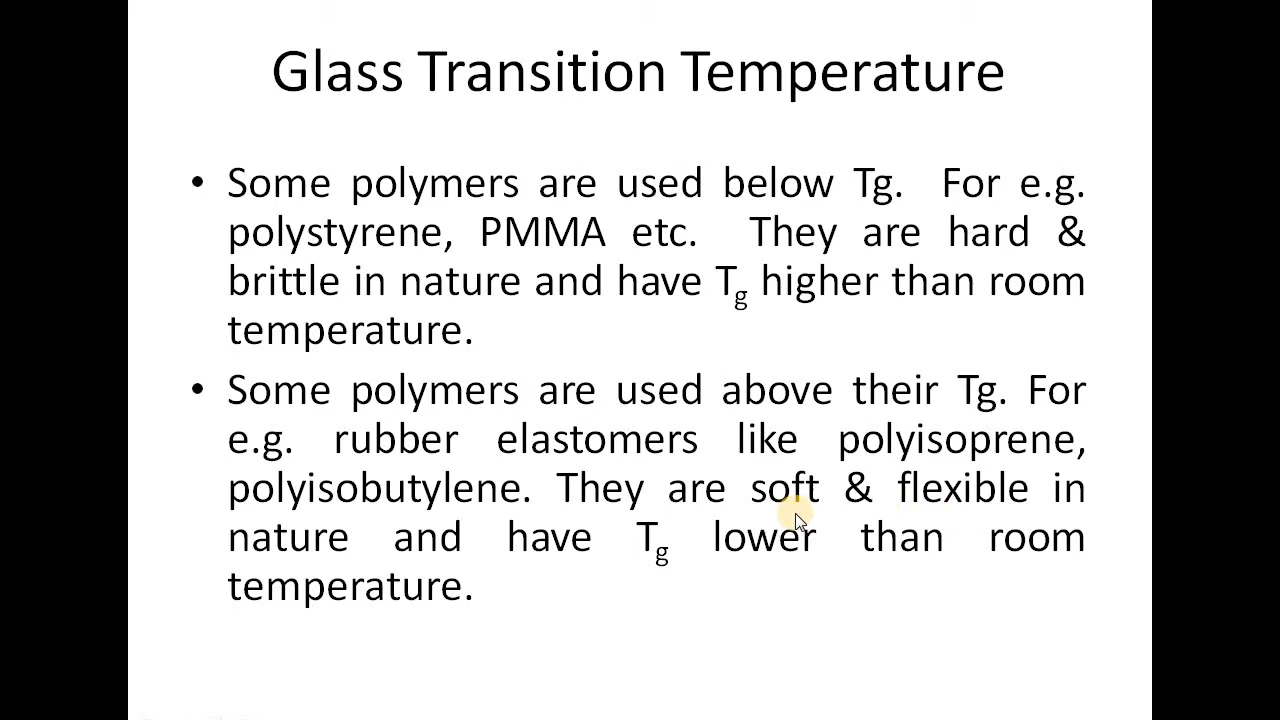 Glass Transition Temperature
• Some polymers are used below Tg. For e.g.
polystyrene, PMMA etc. They are hard &
brittle in nature and have Tg higher than room
temperature.
• Some polymers are used above their Tg. For
e.g. rubber elastomers like polyisoprene,
polyisobutylene. They are soft & flexible in
nature and have Tg lower than room
temperature.